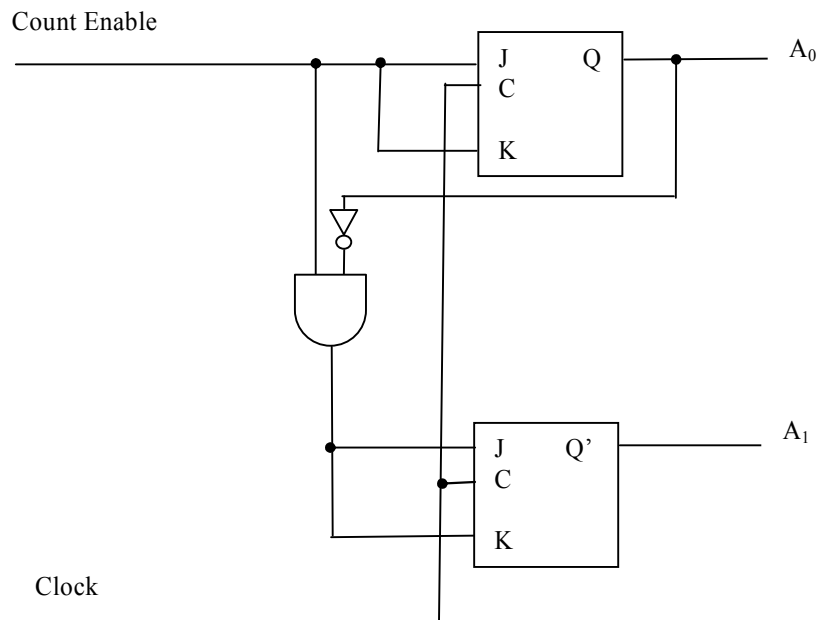 Count Enable
J Q
C
K
A₀
J Q’
C
K
A₁
Clock